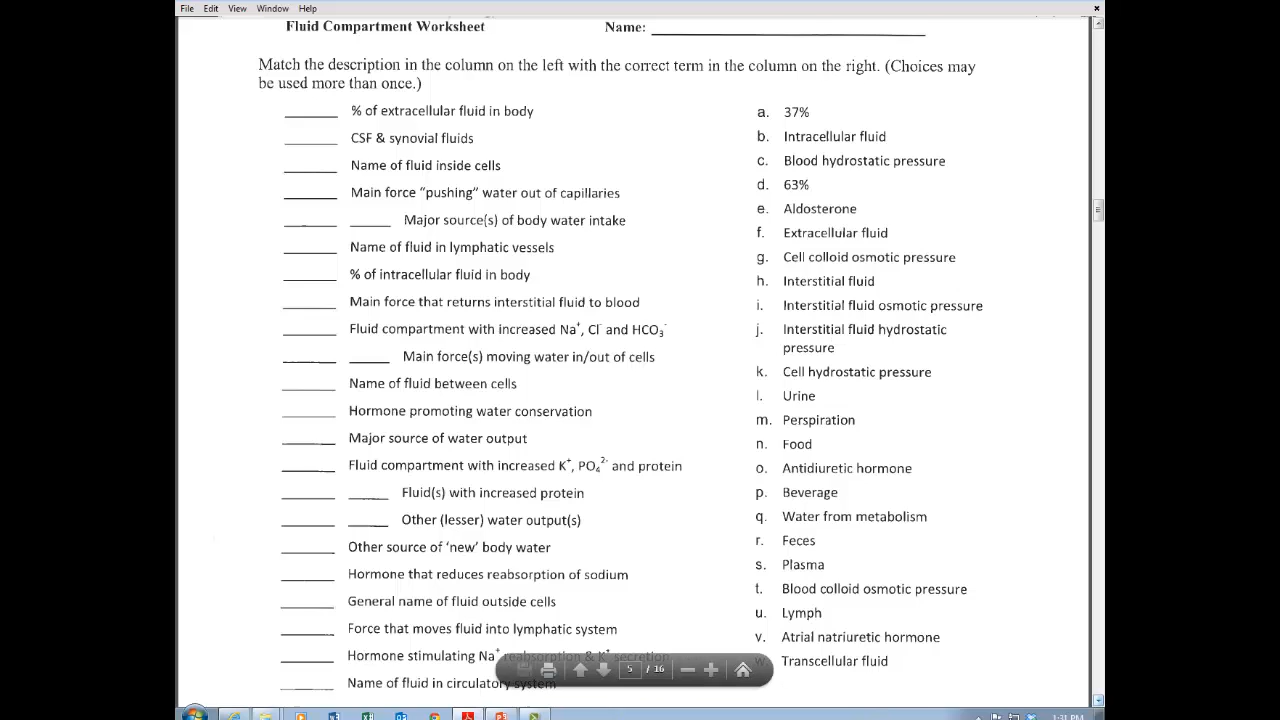 File Edit View Window Help
Fluid Compartment Worksheet Name:
Match the description in the column on the left with the correct term in the column on the right. (Choices may
be used more than once.)
% of extracellular fluid in body
CSF & synovial fluids
Name of fluid inside cells
Main force “pushing” water out of capillaries
Major source(s) of body water intake
Name of fluid in lymphatic vessels
% of intracellular fluid in body
Main force that returns interstitial fluid to blood
Fluid compartment with increased Na⁺, Cl⁻ and HCO₃⁻
Main force(s) moving water in/out of cells
Name of fluid between cells
Hormone promoting water conservation
Major source of water output
Fluid compartment with increased K⁺, PO₄²⁻ and protein
Fluid(s) with increased protein
Other (lesser) water output(s)
Other source of ‘new’ body water
Hormone that reduces reabsorption of sodium
General name of fluid outside cells
Force that moves fluid into lymphatic system
Hormone stimulating Na⁺ reabsorption & K⁺ secretion
Name of fluid in circulatory system
a. 37%
b. Intracellular fluid
c. Blood hydrostatic pressure
d. 63%
e. Aldosterone
f. Extracellular fluid
g. Cell colloid osmotic pressure
h. Interstitial fluid
i. Interstitial fluid osmotic pressure
j. Interstitial fluid hydrostatic
pressure
k. Cell hydrostatic pressure
l. Urine
m. Perspiration
n. Food
o. Antidiuretic hormone
p. Beverage
q. Water from metabolism
r. Feces
s. Plasma
t. Blood colloid osmotic pressure
u. Lymph
v. Atrial natriuretic hormone
w. Transcellular fluid
5 / 16
1:31 PM